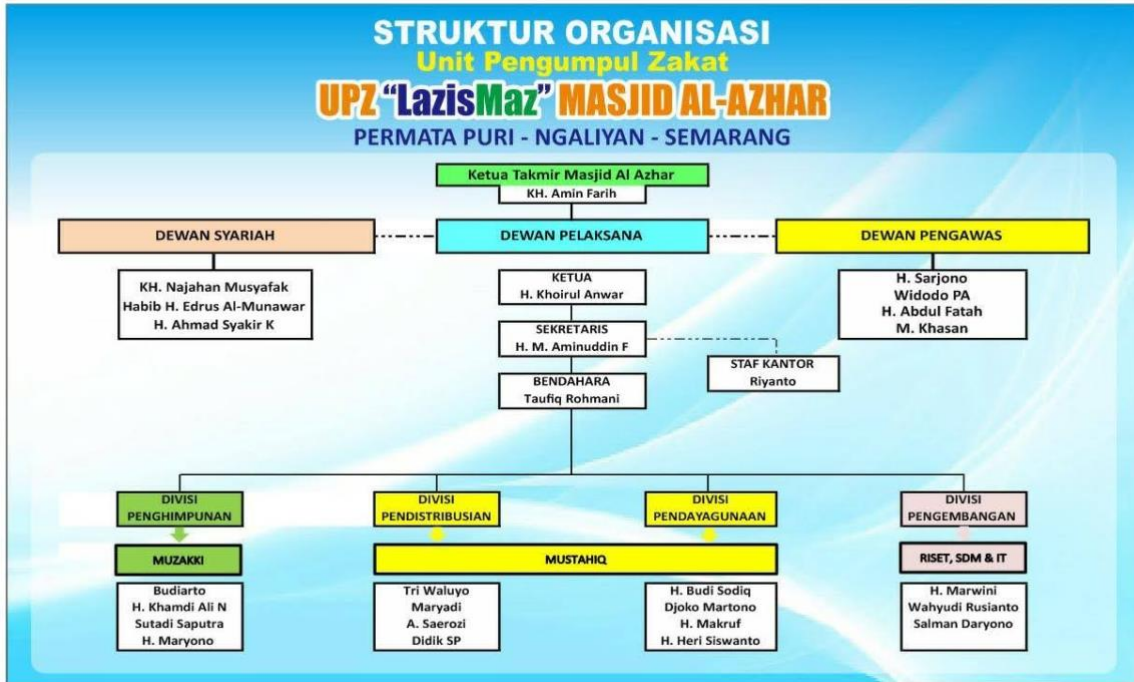 STRUKTUR ORGANISASI
Unit Pengumpul Zakat
UPZ “LazisMaz” MASJID AL-AZHAR
PERMATA PURI - NGALIYAN - SEMARANG
Ketua Takmir Masjid Al Azhar
KH. Amin Farih
DEWAN SYARIAH
KH. Najahan Musyafak
Habib H. Edrus Al-Munawar
H. Ahmad Syakir K
DEWAN PELAKSANA
KETUA
H. Khoirul Anwar
SEKRETARIS
H. M. Aminuddin F
STAF KANTOR
Riyanto
BENDAHARA
Taufiq Rohmani
DEWAN PENGAWAS
H. Sarjono
Widodo PA
H. Abdul Fatah
M. Khasan
DIVISI
PENGHIMPUNAN
MUZAKKI
Budiarto
H. Khamdi Ali N
Sutadi Saputra
H. Maryono
DIVISI
PENDISTRIBUSIAN
DIVISI
PENDAYAGUNAAN
MUSTAHIQ
Tri Waluyo
Maryadi
A. Saerozi
Didik SP
H. Budi Sodiq
Djoko Martono
H. Makruf
H. Heri Siswanto
DIVISI
PENGEMBANGAN
RISET, SDM & IT
H. Marwini
Wahyudi Rusianto
Salman Daryono